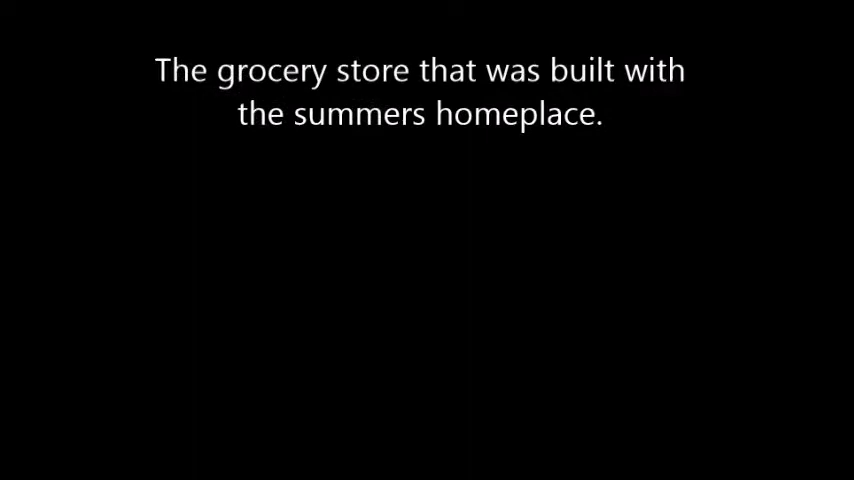 The grocery store that was built with
the summers homeplace.